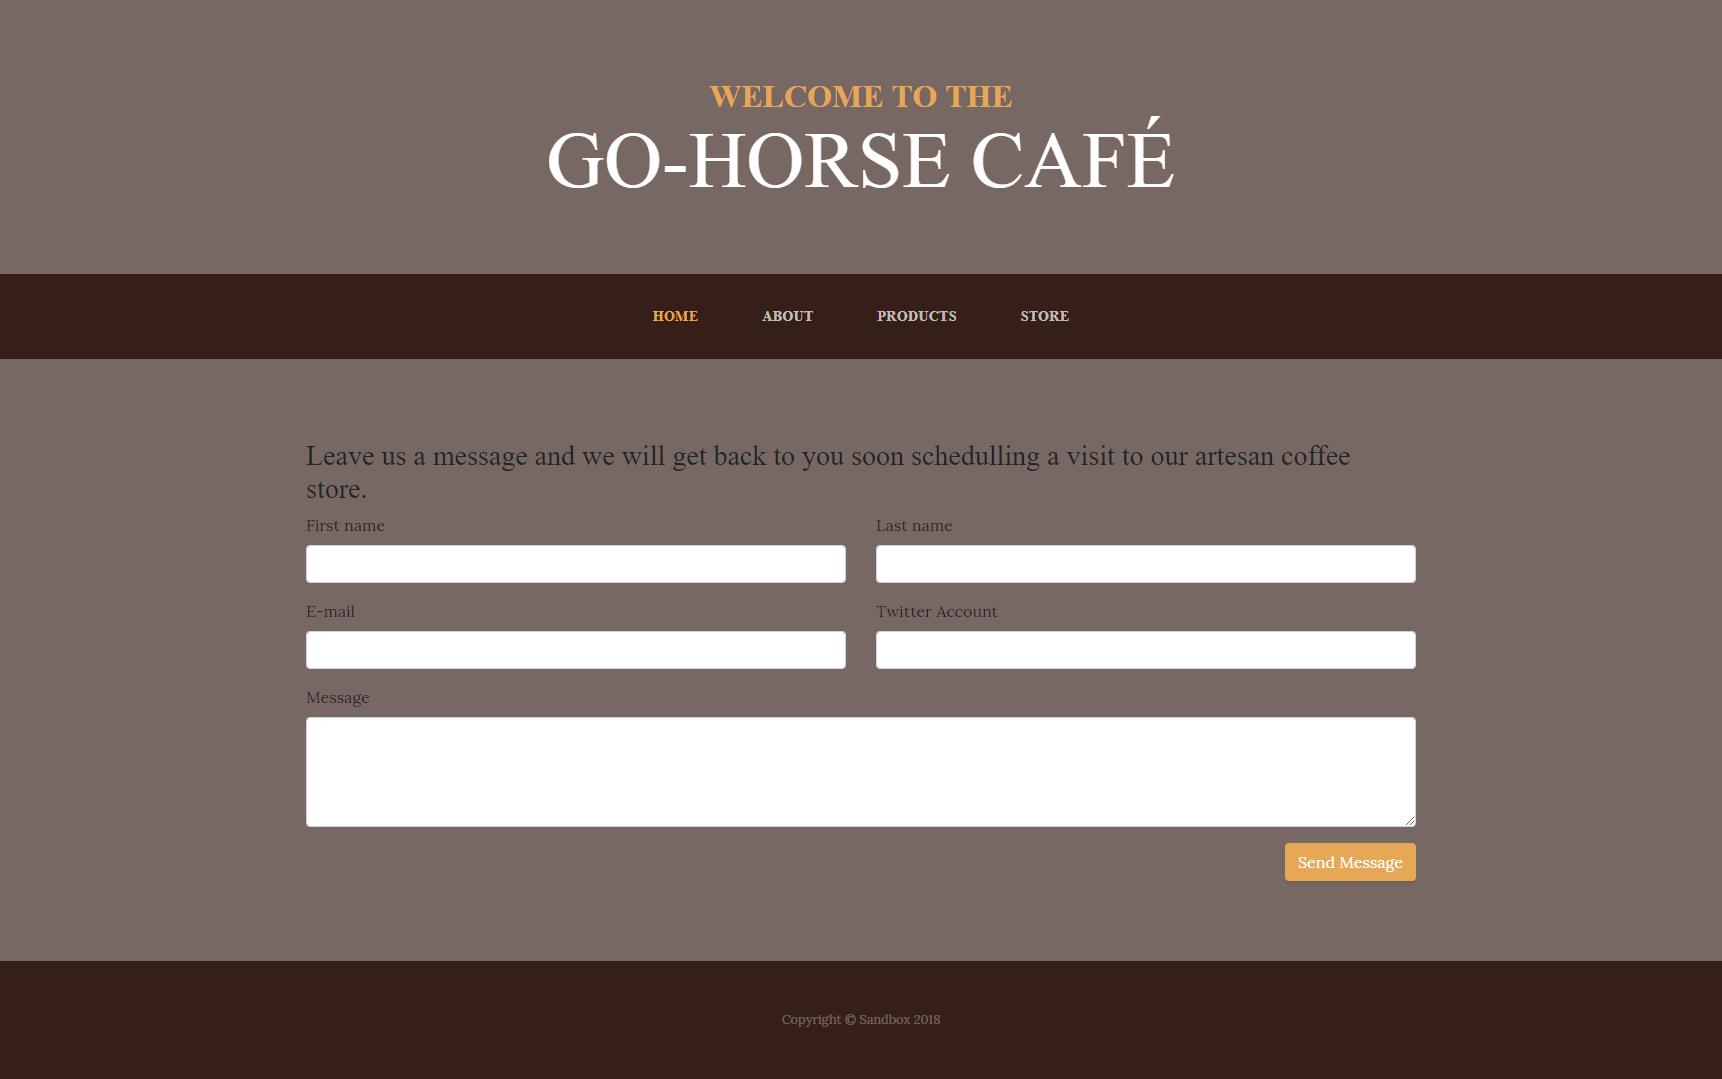 WELCOME TO THE
GO-HORSE CAFÉ
HOME ABOUT PRODUCTS STORE
Leave us a message and we will get back to you soon schedulling a visit to our artesan coffee
store.
First name Last name
E-mail Twitter Account
Message
Send Message
Copyright © Sandbox 2018